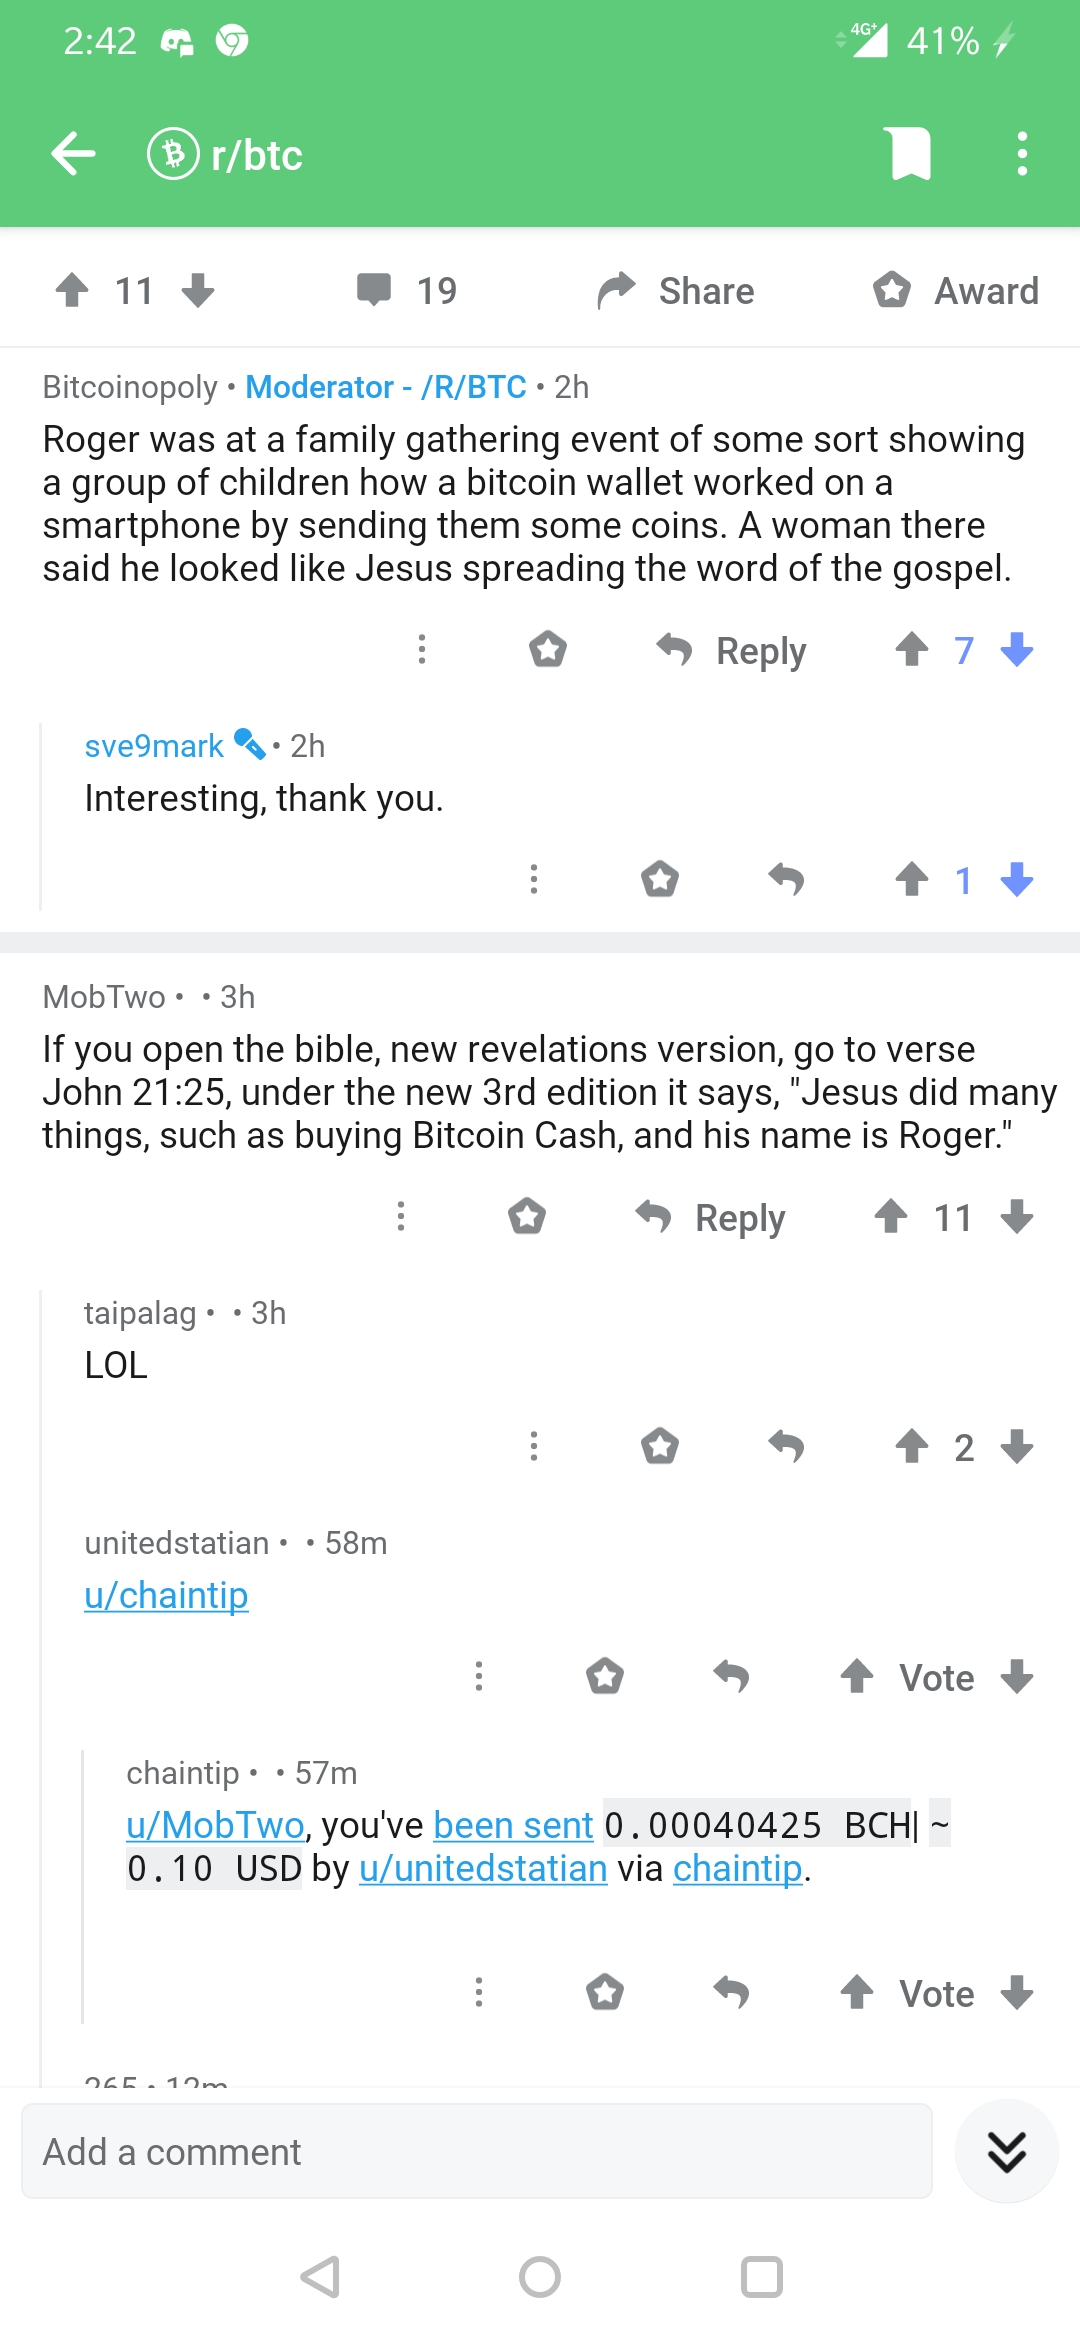 2:42 4G+ 41%
r/btc
11 19 Share Award
Bitcoinopoly • Moderator - /R/BTC • 2h
Roger was at a family gathering event of some sort showing
a group of children how a bitcoin wallet worked on a
smartphone by sending them some coins. A woman there
said he looked like Jesus spreading the word of the gospel.
Reply 7
sve9mark • 2h
Interesting, thank you.
1
MobTwo • • 3h
If you open the bible, new revelations version, go to verse
John 21:25, under the new 3rd edition it says, "Jesus did many
things, such as buying Bitcoin Cash, and his name is Roger."
Reply 11
taipalag • • 3h
LOL
2
unitedstatian • • 58m
u/chaintip
Vote
chaintip • • 57m
u/MobTwo, you've been sent 0.00040425 BCH| ~
0.10 USD by u/unitedstatian via chaintip.
Vote
265 • 12m
Add a comment